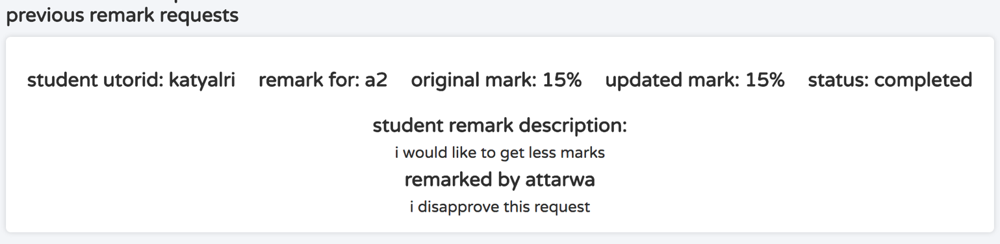 previous remark requests
student utorid: katyalri remark for: a2 original mark: 15% updated mark: 15% status: completed
student remark description:
i would like to get less marks
remarked by attarwa
i disapprove this request